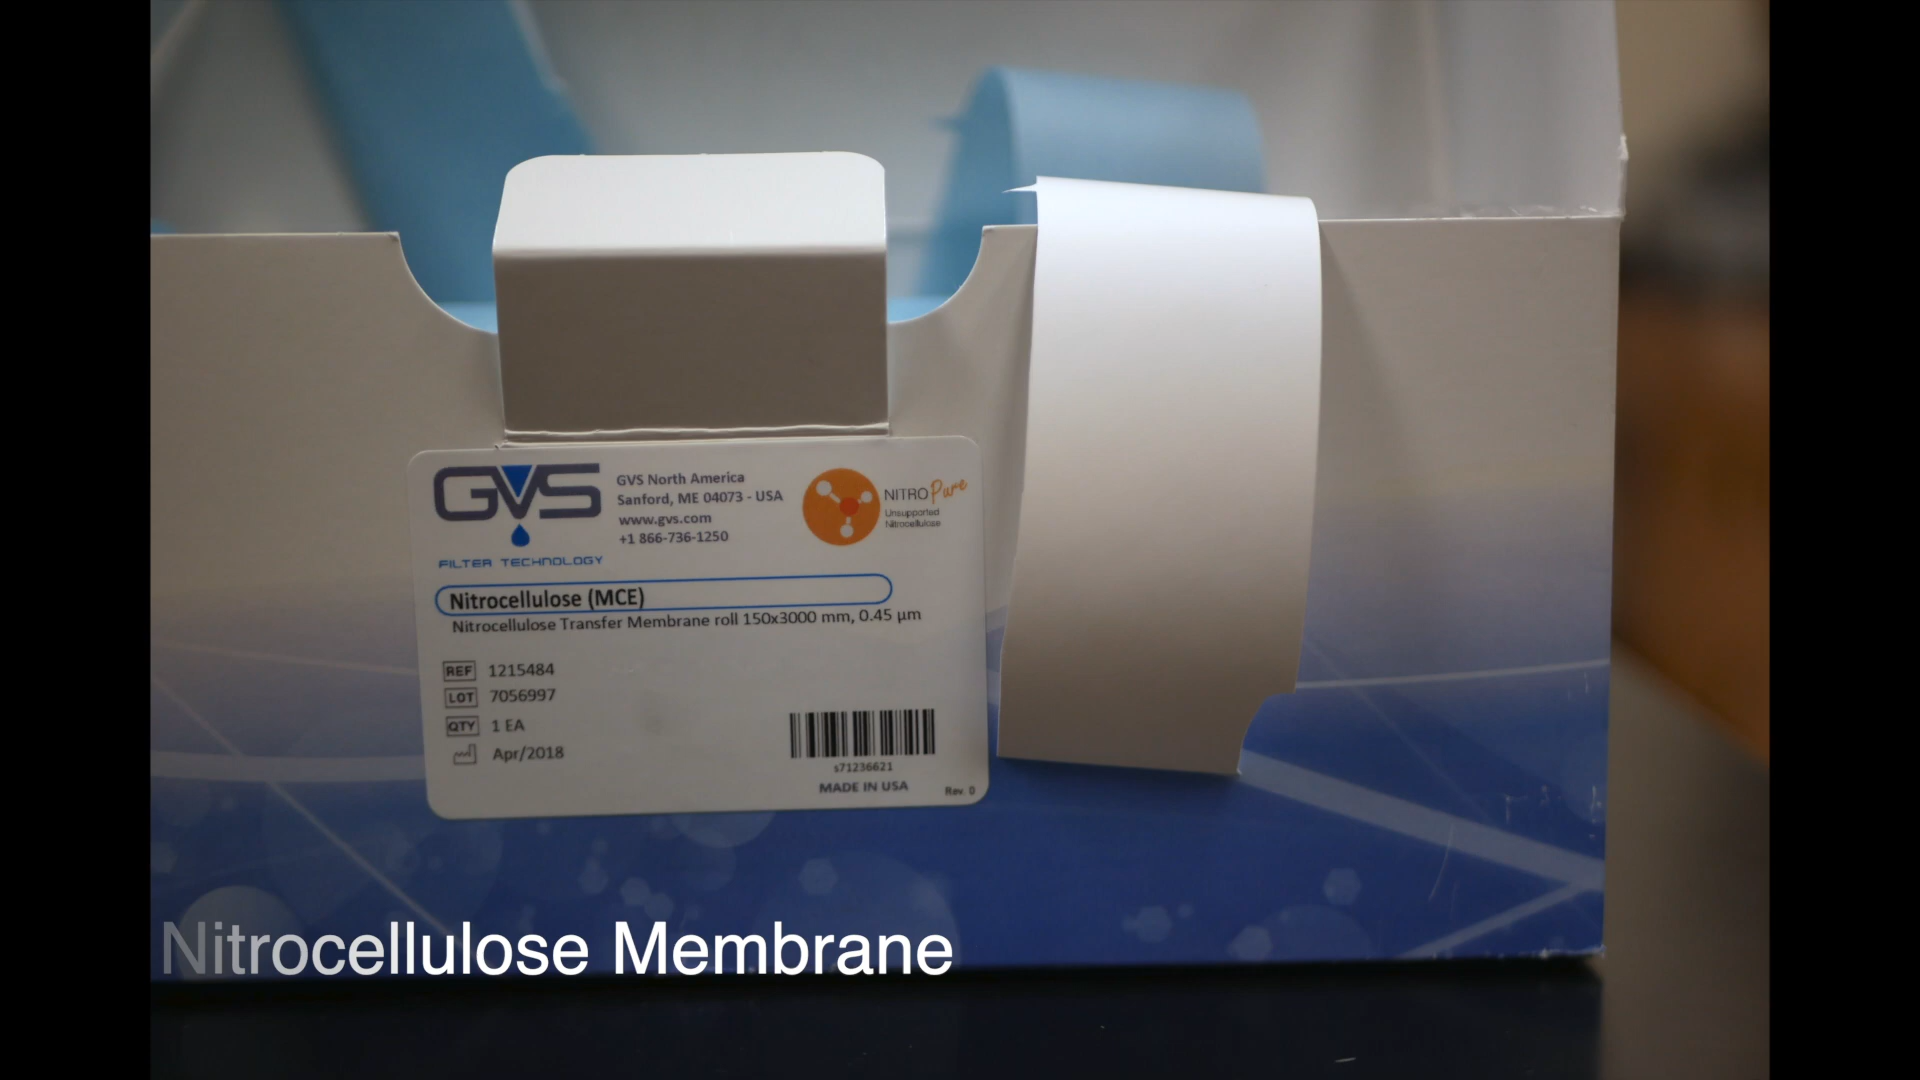 GVS
FILTER TECHNOLOGY
GVS North America
Sanford, ME 04073 - USA
www.gvs.com
+1 866-736-1250
NITRO Pure
Unsupported
Nitrocellulose
Nitrocellulose (MCE)
Nitrocellulose Transfer Membrane roll 150x3000 mm, 0.45 µm
REF 1215484
LOT 7056997
QTY 1 EA
Apr/2018
s71236621
MADE IN USA
Rev. 0
Nitrocellulose Membrane